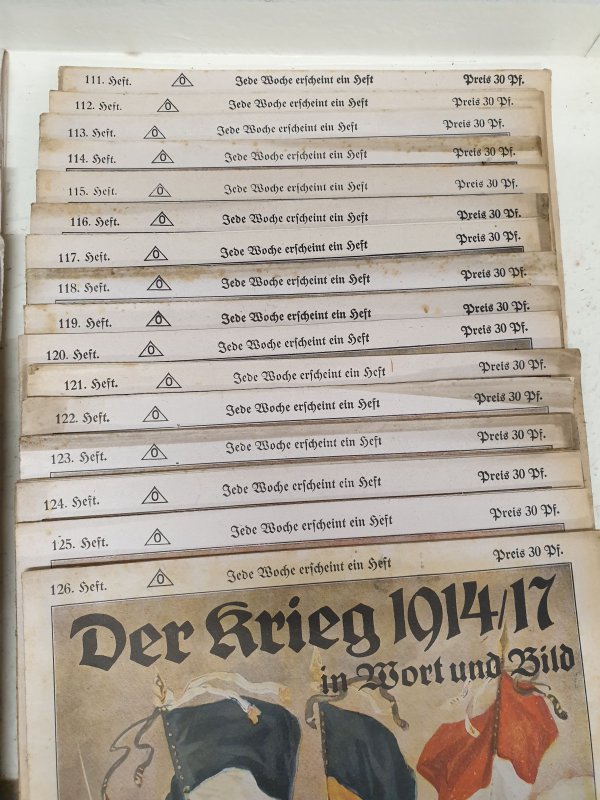 111. Heft. Ö Jede Woche erscheint ein Heft Preis 30 Pf.
112. Heft. Ö Jede Woche erscheint ein Heft Preis 30 Pf.
113. Heft. Ö Jede Woche erscheint ein Heft Preis 30 Pf.
114. Heft. Ö Jede Woche erscheint ein Heft Preis 30 Pf.
115. Heft. Ö Jede Woche erscheint ein Heft Preis 30 Pf.
116. Heft. Ö Jede Woche erscheint ein Heft Preis 30 Pf.
117. Heft. Ö Jede Woche erscheint ein Heft Preis 30 Pf.
118. Heft. Ö Jede Woche erscheint ein Heft Preis 30 Pf.
119. Heft. Ö Jede Woche erscheint ein Heft Preis 30 Pf.
120. Heft. Ö Jede Woche erscheint ein Heft Preis 30 Pf.
121. Heft. Ö Jede Woche erscheint ein Heft Preis 30 Pf.
122. Heft. Ö Jede Woche erscheint ein Heft Preis 30 Pf.
123. Heft. Ö Jede Woche erscheint ein Heft Preis 30 Pf.
124. Heft. Ö Jede Woche erscheint ein Heft Preis 30 Pf.
125. Heft. Ö Jede Woche erscheint ein Heft Preis 30 Pf.
126. Heft. Ö Jede Woche erscheint ein Heft Preis 30 Pf.
Der Krieg 1914/17
in Wort und Bild